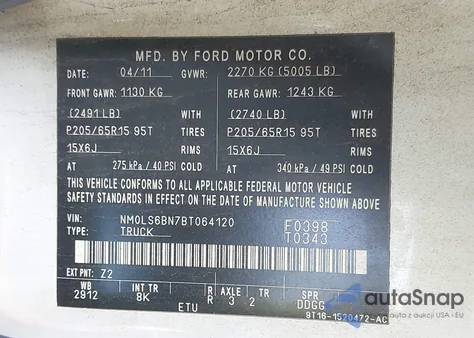 MFD. BY FORD MOTOR CO.
DATE: 04/11 GVWR: 2270 KG (5005 LB)
FRONT GAWR: 1130 KG REAR GAWR: 1243 KG
(2491 LB) WITH (2740 LB) WITH
P205/65R15 95T TIRES P205/65R15 95T TIRES
15X6J RIMS 15X6J RIMS
AT 275 kPa / 40 PSI COLD AT 340 kPa / 49 PSI COLD
THIS VEHICLE CONFORMS TO ALL APPLICABLE FEDERAL MOTOR VEHICLE
SAFETY STANDARDS IN EFFECT ON THE DATE OF MANUFACTURE SHOWN ABOVE.
VIN: NM0LS6BN7BT064120 F0398
TYPE: TRUCK T0343
EXT PNT: Z2
WB INT TR R AXLE TR SPR
2912 8K R 3 2 DDGG
ETU 9T16-1520472-AC
autoSnap
Доступні авто з USA - EU